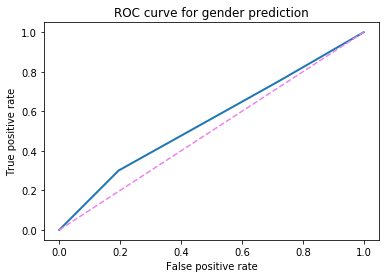 ROC curve for gender prediction
1.0
0.8
0.6
0.4
0.2
0.0
True positive rate
0.0 0.2 0.4 0.6 0.8 1.0
False positive rate